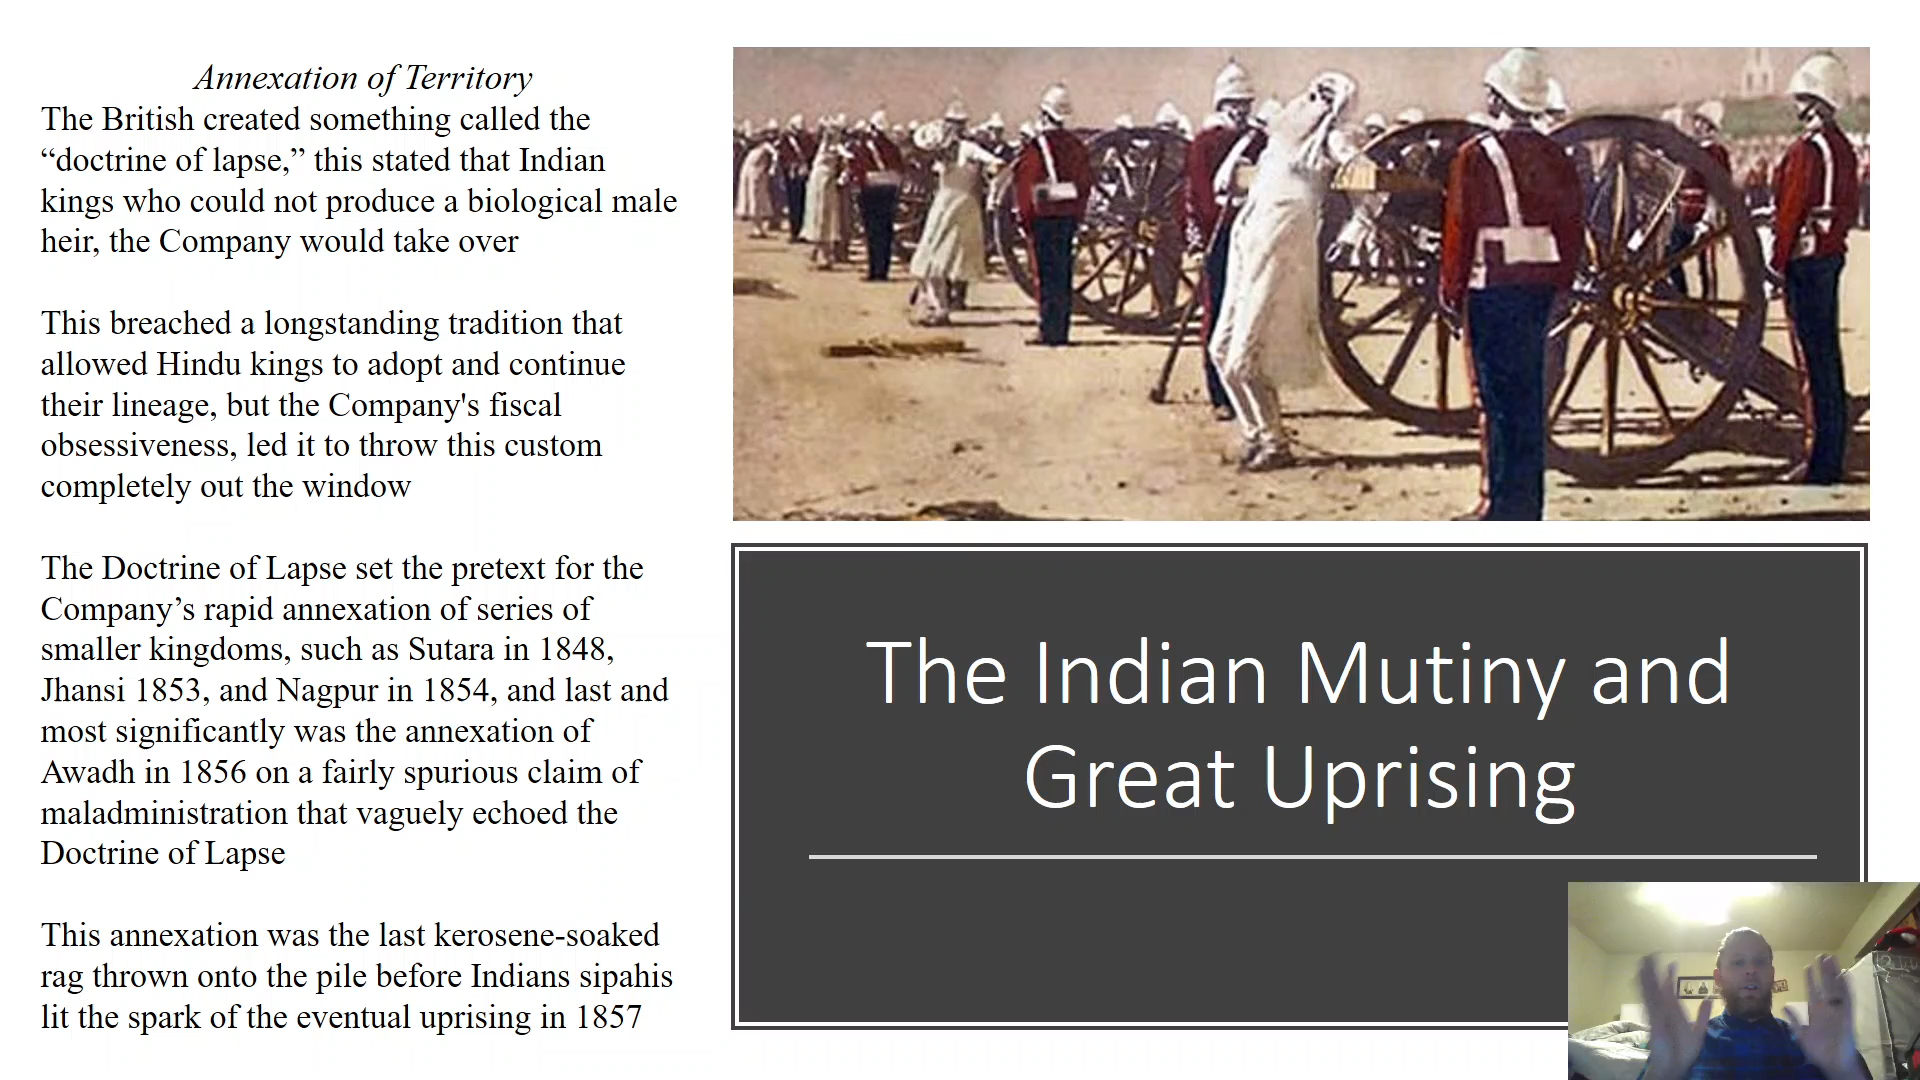 Annexation of Territory
The British created something called the
“doctrine of lapse,” this stated that Indian
kings who could not produce a biological male
heir, the Company would take over
This breached a longstanding tradition that
allowed Hindu kings to adopt and continue
their lineage, but the Company's fiscal
obsessiveness, led it to throw this custom
completely out the window
The Doctrine of Lapse set the pretext for the
Company’s rapid annexation of series of
smaller kingdoms, such as Sutara in 1848,
Jhansi 1853, and Nagpur in 1854, and last and
most significantly was the annexation of
Awadh in 1856 on a fairly spurious claim of
maladministration that vaguely echoed the
Doctrine of Lapse
This annexation was the last kerosene-soaked
rag thrown onto the pile before Indians sipahis
lit the spark of the eventual uprising in 1857
The Indian Mutiny and
Great Uprising